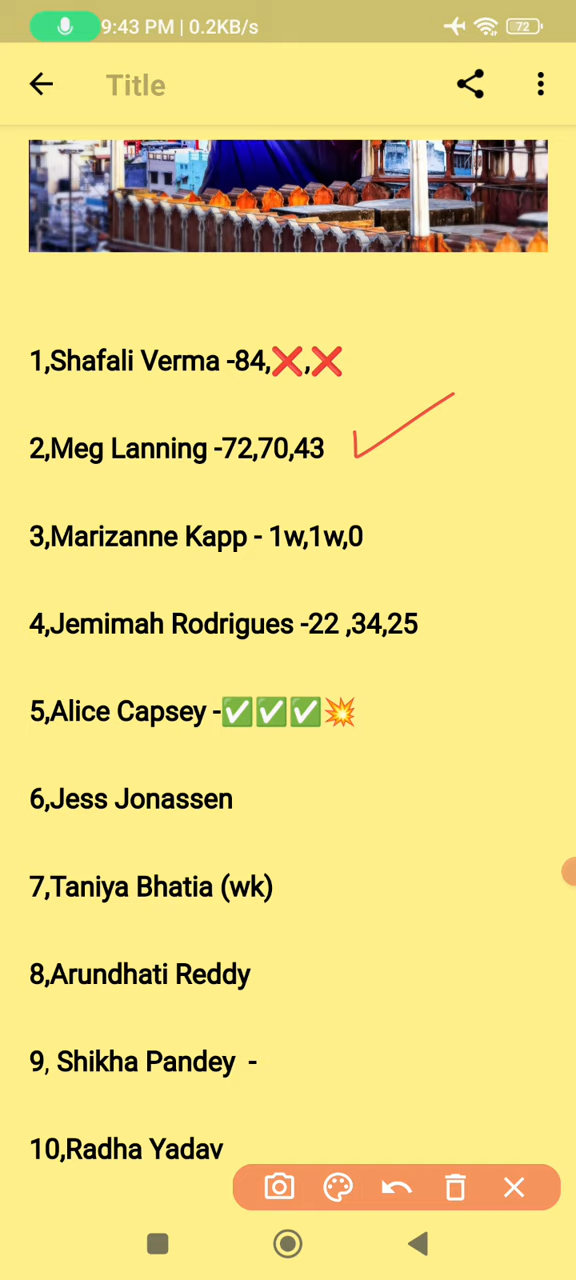 9:43 PM | 0.2KB/s 72
Title
1,Shafali Verma -84,❌,❌
2,Meg Lanning -72,70,43
3,Marizanne Kapp - 1w,1w,0
4,Jemimah Rodrigues -22 ,34,25
5,Alice Capsey -✅✅✅💥
6,Jess Jonassen
7,Taniya Bhatia (wk)
8,Arundhati Reddy
9, Shikha Pandey -
10,Radha Yadav